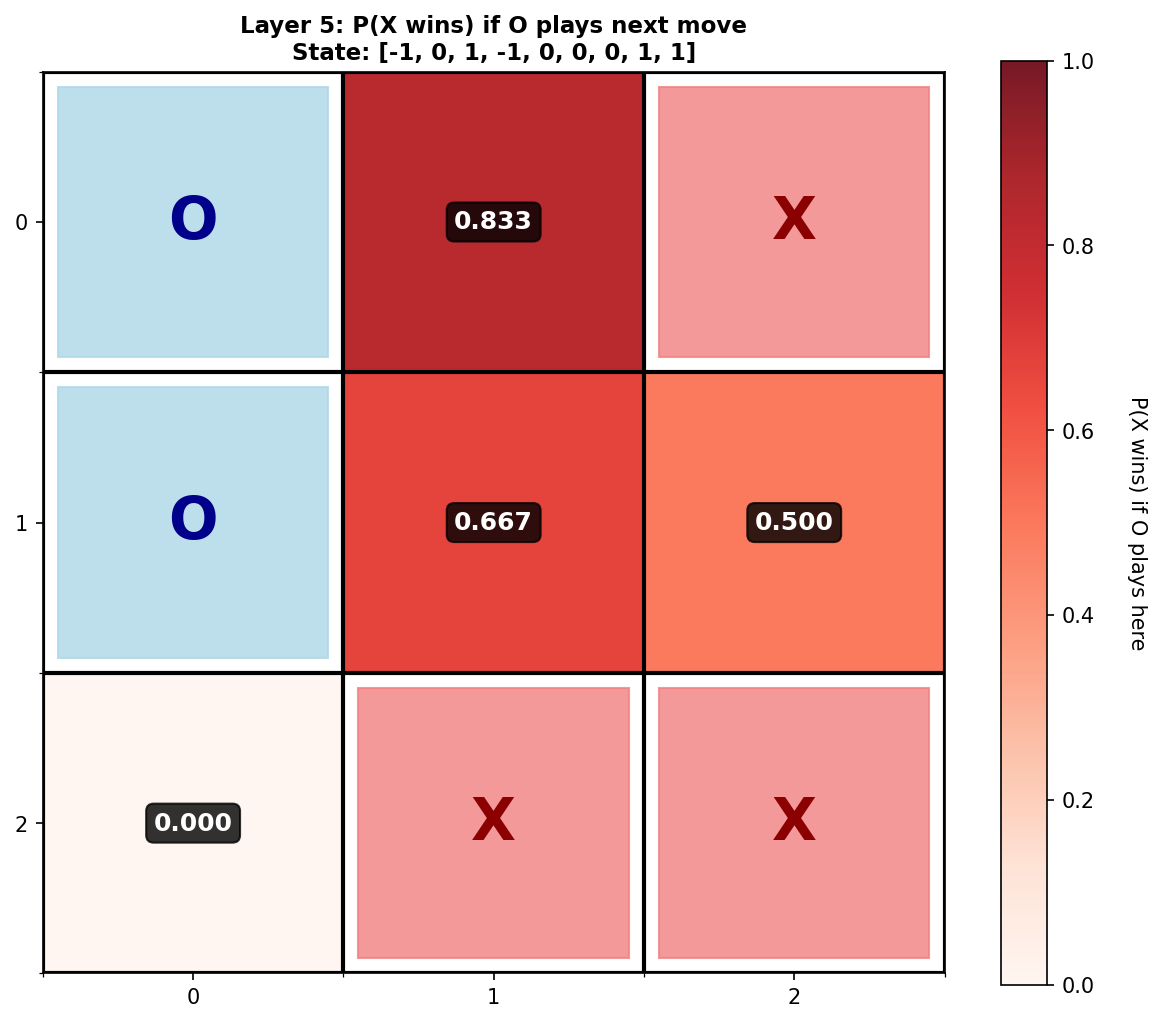 Layer 5: P(X wins) if O plays next move
State: [-1, 0, 1, -1, 0, 0, 0, 1, 1]
O
0.833
X
O
0.667
0.500
0.000
X
X
0
1
2
0
1
2
1.0
0.8
0.6
0.4
0.2
0.0
P(X wins) if O plays here